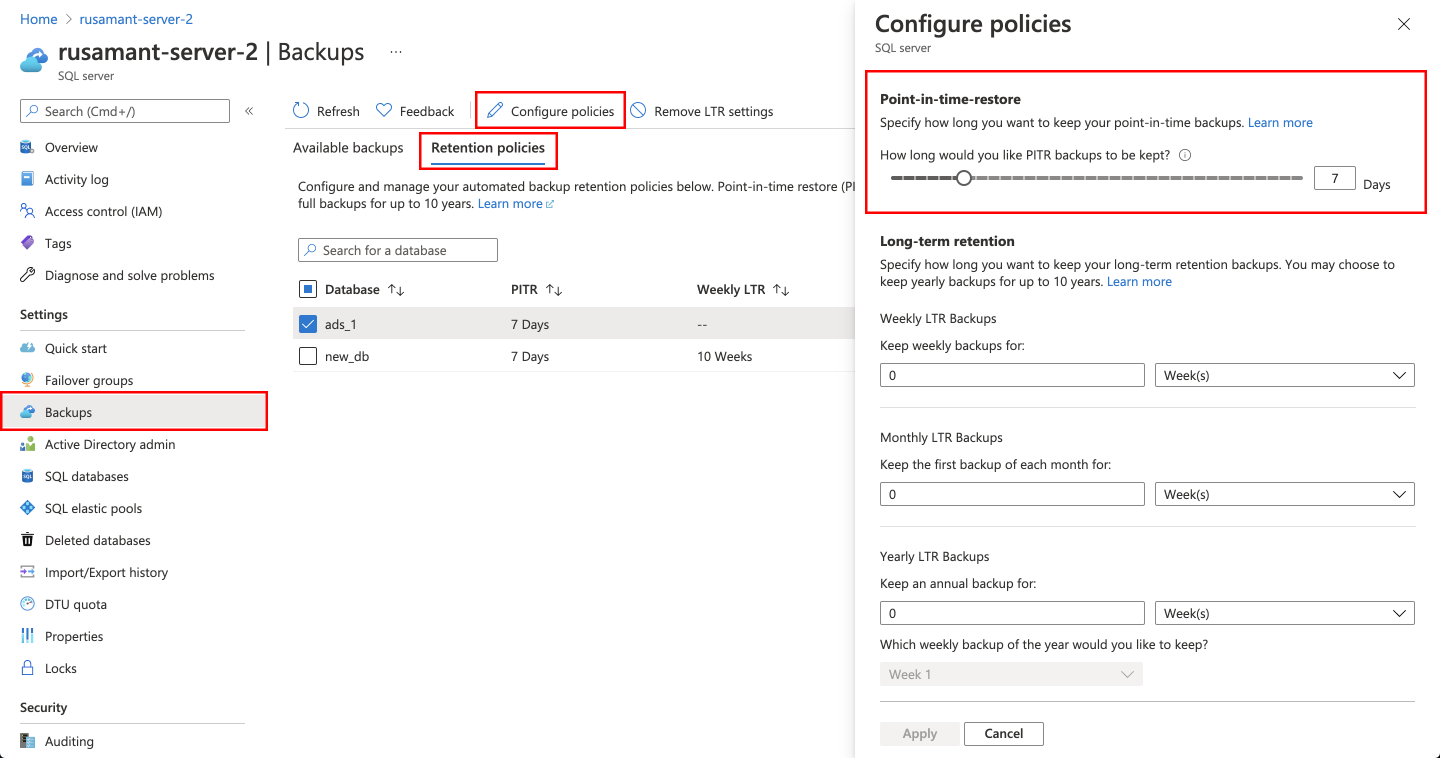 Home > rusamant-server-2
rusamant-server-2 | Backups ...
SQL server
Search (Cmd+/)
«
Overview
Activity log
Access control (IAM)
Tags
Diagnose and solve problems
Settings
Quick start
Failover groups
Backups
Active Directory admin
SQL databases
SQL elastic pools
Deleted databases
Import/Export history
DTU quota
Properties
Locks
Security
Auditing
Refresh Feedback Configure policies Remove LTR settings
Available backups Retention policies
Configure and manage your automated backup retention policies below. Point-in-time restore (PI
full backups for up to 10 years. Learn more
Search for a database
Database ↑↓ PITR ↑↓ Weekly LTR ↑↓
ads_1 7 Days --
new_db 7 Days 10 Weeks
Configure policies
SQL server
Point-in-time-restore
Specify how long you want to keep your point-in-time backups. Learn more
How long would you like PITR backups to be kept?
7 Days
Long-term retention
Specify how long you want to keep your long-term retention backups. You may choose to
keep yearly backups for up to 10 years. Learn more
Weekly LTR Backups
Keep weekly backups for:
0 Week(s)
Monthly LTR Backups
Keep the first backup of each month for:
0 Week(s)
Yearly LTR Backups
Keep an annual backup for:
0 Week(s)
Which weekly backup of the year would you like to keep?
Week 1
Apply Cancel